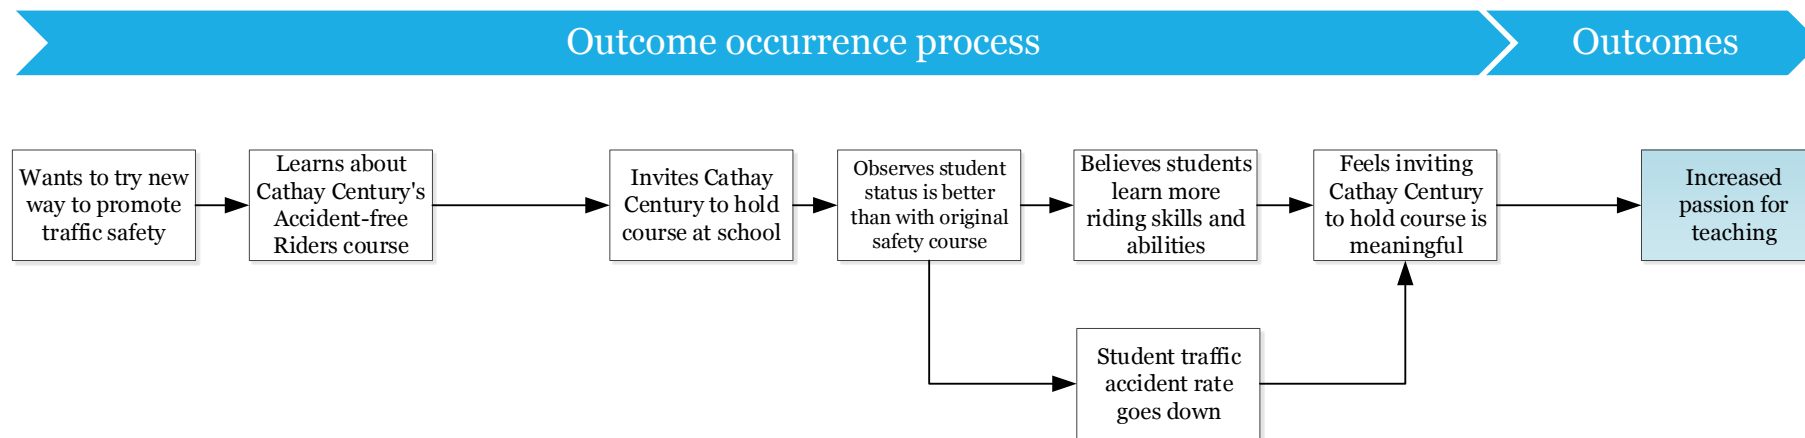 Outcome occurrence process
Outcomes
Wants to try new
way to promote
traffic safety
Learns about
Cathay Century's
Accident-free
Riders course
Invites Cathay
Century to hold
course at school
Observes student
status is better
than with original
safety course
Believes students
learn more
riding skills and
abilities
Feels inviting
Cathay Century
to hold course is
meaningful
Increased
passion for
teaching
Student traffic
accident rate
goes down